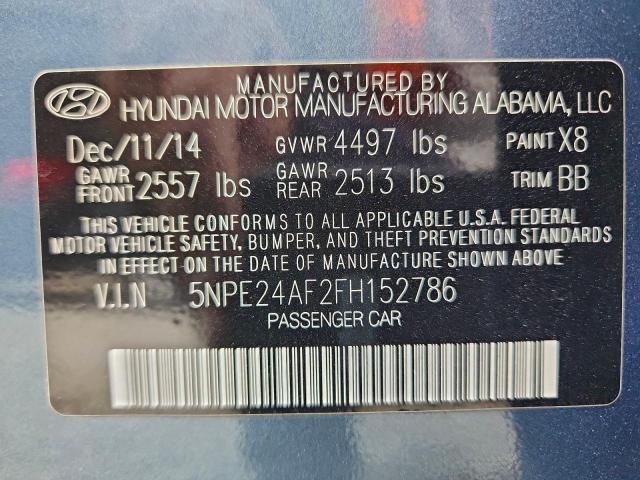 MANUFACTURED BY
HYUNDAI MOTOR MANUFACTURING ALABAMA, LLC
Dec/11/14 GVWR 4497 lbs PAINT X8
GAWR FRONT 2557 lbs GAWR REAR 2513 lbs TRIM BB
THIS VEHICLE CONFORMS TO ALL APPLICABLE U.S.A. FEDERAL
MOTOR VEHICLE SAFETY, BUMPER, AND THEFT PREVENTION STANDARDS
IN EFFECT ON THE DATE OF MANUFACTURE SHOWN ABOVE
V.I.N 5NPE24AF2FH152786
PASSENGER CAR